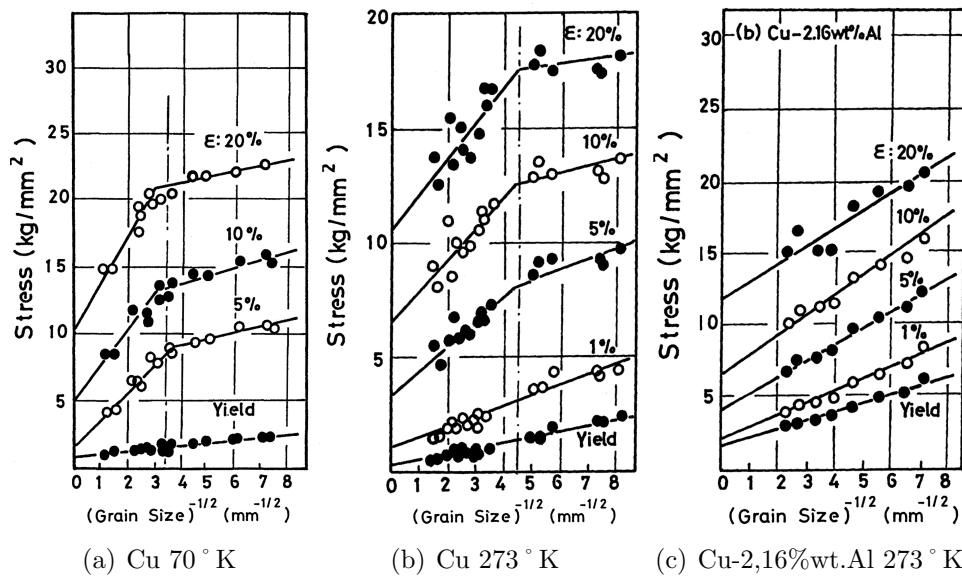 35
30
25
20
15
10
5
0 1 2 3 4 5 6 7 8
Stress (kg/mm²)
(Grain Size)^-1/2 (mm^-1/2)
ε: 20%
10%
5%
Yield
(a) Cu 70 °K
20
15
10
5
0 1 2 3 4 5 6 7 8
Stress (kg/mm²)
(Grain Size)^-1/2 (mm^-1/2)
ε: 20%
10%
5%
1%
Yield
(b) Cu 273 °K
(b) Cu-2.16wt%Al
30
25
20
15
10
5
0 1 2 3 4 5 6 7 8
Stress (kg/mm²)
(Grain Size)^-1/2 (mm^-1/2)
ε: 20%
10%
5%
1%
Yield
(c) Cu-2,16%wt.Al 273 °K